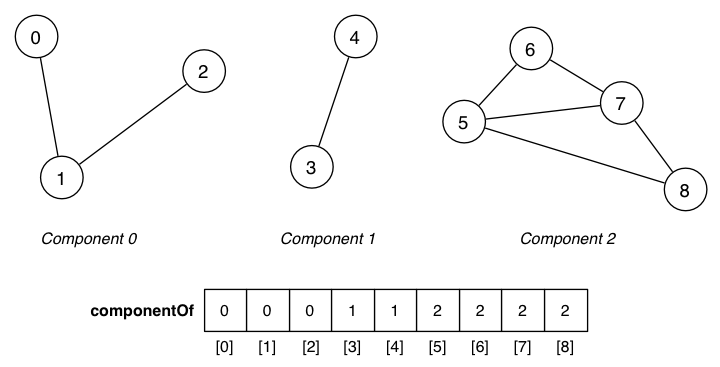 0
4
6
2
7
5
3
1
8
Component 0
Component 1
Component 2
componentOf 0 0 0 1 1 2 2 2 2
[0] [1] [2] [3] [4] [5] [6] [7] [8]